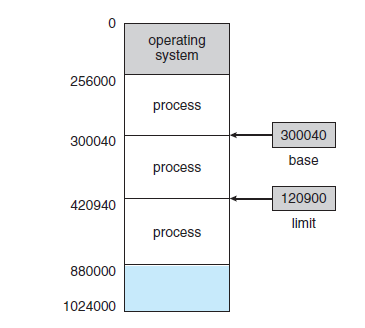 0
operating
system
256000
process
300040
300040
base
process
420940
120900
limit
process
880000
1024000